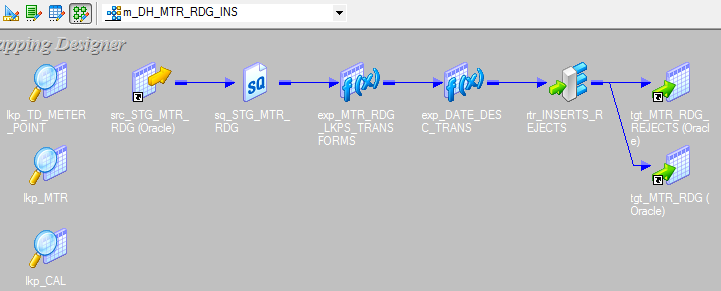 m_DH_MTR_RDG_INS
apping Designer
lkp_TD_METER
_POINT
src_STG_MTR_
RDG (Oracle)
SQ
sq_STG_MTR_
RDG
f(x)
exp_MTR_RDG
_LKPS_TRANS
FORMS
f(x)
exp_DATE_DES
C_TRANS
rtr_INSERTS_R
EJECTS
tgt_MTR_RDG_
REJECTS (Oracl
e)
lkp_MTR
tgt_MTR_RDG (
Oracle)
lkp_CAL